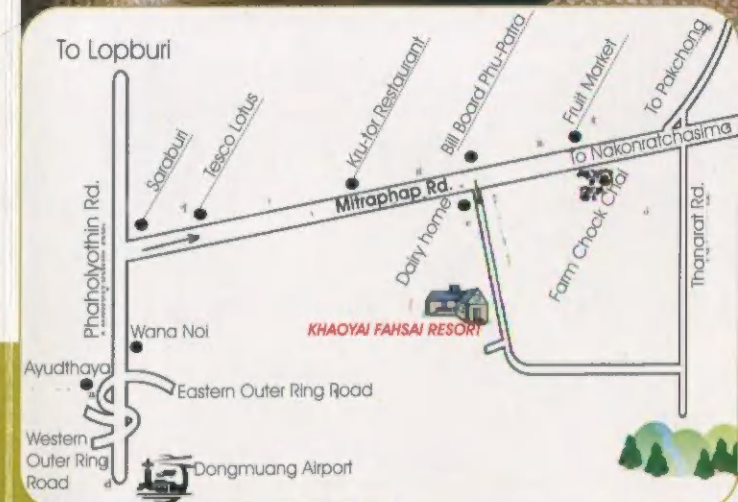 To Lopburi
Saraburi
Tesco Lotus
Kru-tor Restaurant
Bill Board Phu-Patra
Fruit Market
To Pakchong
To Nakonratchasima
Mitraphap Rd.
Phaholyothin Rd.
Dairy home
Farm Chock Chai
Thanarat Rd.
KHAOYAI FAHSAI RESORT
Wana Noi
Ayudthaya
Eastern Outer Ring Road
Western
Outer Ring
Road
Dongmuang Airport